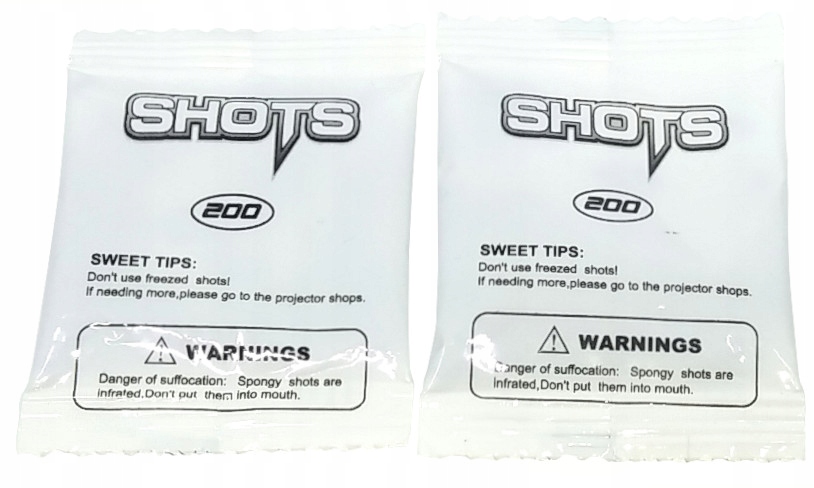 SHOTS
200
SWEET TIPS:
Don't use freezed shots!
If needing more,please go to the projector shops.
WARNINGS
Danger of suffocation: Spongy shots are
infrated,Don't put them into mouth.
SHOTS
200
SWEET TIPS:
Don't use freezed shots!
If needing more,please go to the projector shops.
WARNINGS
Danger of suffocation: Spongy shots are
infrated,Don't put them into mouth.